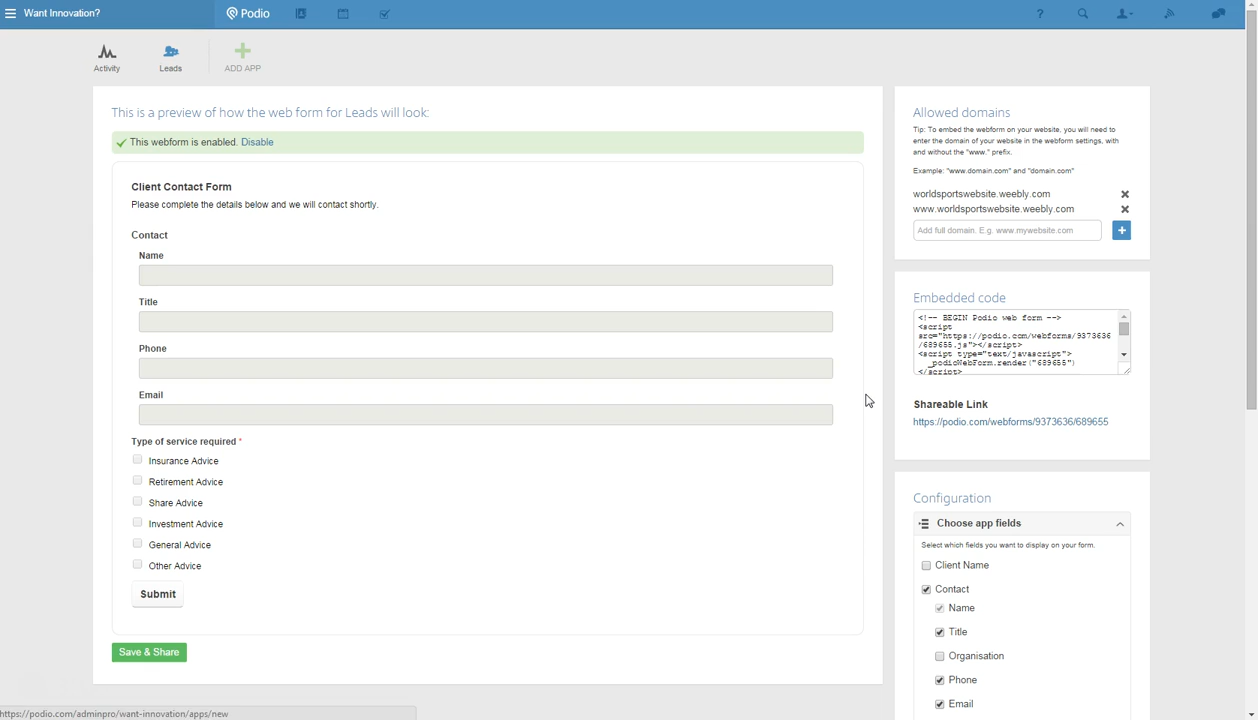 Want Innovation?
Podio
?
Activity
Leads
ADD APP
This is a preview of how the web form for Leads will look:
This webform is enabled. Disable
Client Contact Form
Please complete the details below and we will contact shortly.
Contact
Name
Title
Phone
Email
Type of service required *
Insurance Advice
Retirement Advice
Share Advice
Investment Advice
General Advice
Other Advice
Submit
Save & Share
Allowed domains
Tip: To embed the webform on your website, you will need to
enter the domain of your website in the webform settings, with
and without the "www." prefix.
Example: "www.domain.com" and "domain.com"
worldsportswebsite.weebly.com
www.worldsportswebsite.weebly.com
Add full domain. E.g. www.mywebsite.com
Embedded code
<!-- BEGIN Podio web form -->
<script
src="https://podio.com/webforms/9373636
/689655.js"></script>
<script type="text/javascript">
_podioWebForm.render("689655")
</script>
Shareable Link
https://podio.com/webforms/9373636/689655
Configuration
Choose app fields
Select which fields you want to display on your form.
Client Name
Contact
Name
Title
Organisation
Phone
Email
https://podio.com/adminpro/want-innovation/apps/new